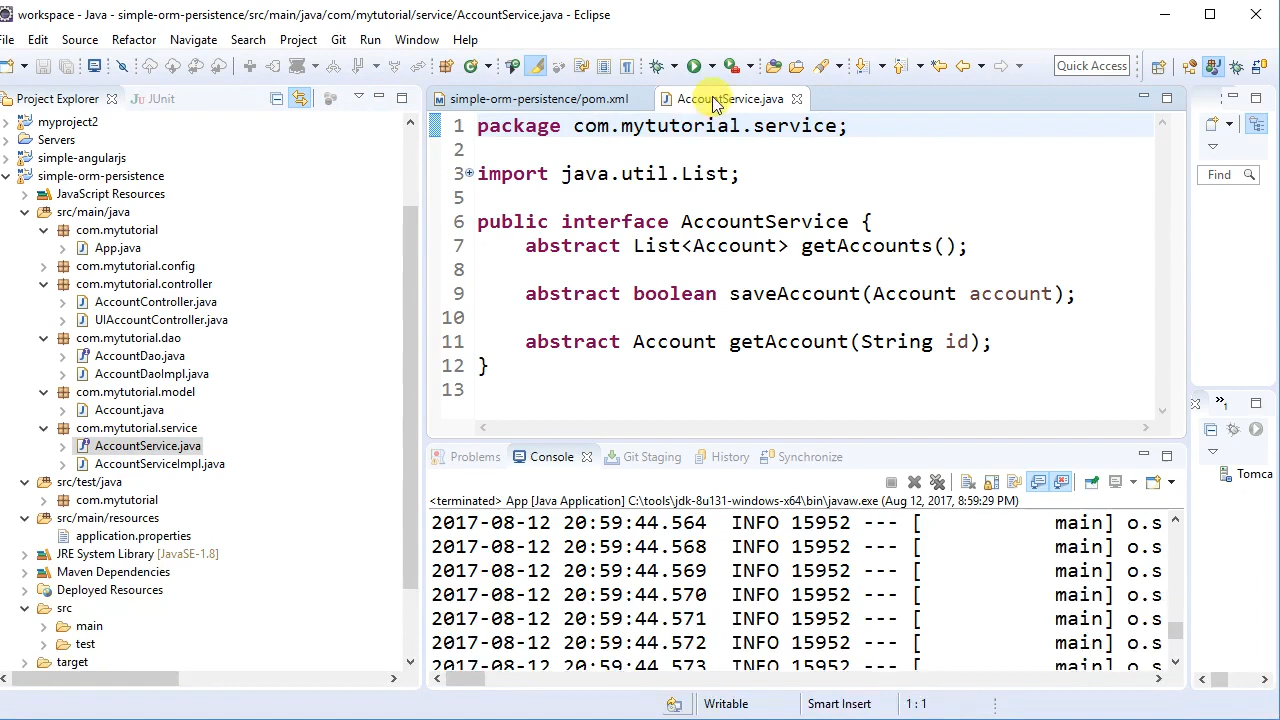 workspace - Java - simple-orm-persistence/src/main/java/com/mytutorial/service/AccountService.java - Eclipse
File Edit Source Refactor Navigate Search Project Git Run Window Help
Quick Access
Project Explorer JUnit
myproject2
Servers
simple-angularjs
simple-orm-persistence
JavaScript Resources
src/main/java
com.mytutorial
App.java
com.mytutorial.config
com.mytutorial.controller
AccountController.java
UIAccountController.java
com.mytutorial.dao
AccountDao.java
AccountDaoImpl.java
com.mytutorial.model
Account.java
com.mytutorial.service
AccountService.java
AccountServiceImpl.java
src/test/java
com.mytutorial
src/main/resources
application.properties
JRE System Library [JavaSE-1.8]
Maven Dependencies
Deployed Resources
src
main
test
target
simple-orm-persistence/pom.xml AccountService.java
1 package com.mytutorial.service;
2
3 import java.util.List;
5
6 public interface AccountService {
7 abstract List<Account> getAccounts();
8
9 abstract boolean saveAccount(Account account);
10
11 abstract Account getAccount(String id);
12 }
13
Find
Problems Console Git Staging History Synchronize
<terminated> App [Java Application] C:\tools\jdk-8u131-windows-x64\bin\javaw.exe (Aug 12, 2017, 8:59:29 PM)
2017-08-12 20:59:44.564 INFO 15952 --- [ main] o.s
2017-08-12 20:59:44.568 INFO 15952 --- [ main] o.s
2017-08-12 20:59:44.569 INFO 15952 --- [ main] o.s
2017-08-12 20:59:44.570 INFO 15952 --- [ main] o.s
2017-08-12 20:59:44.571 INFO 15952 --- [ main] o.s
2017-08-12 20:59:44.572 INFO 15952 --- [ main] o.s
2017-08-12 20:59:44.573 INFO 15952 --- [ main] o.s
1
Tomca
Writable Smart Insert 1 : 1